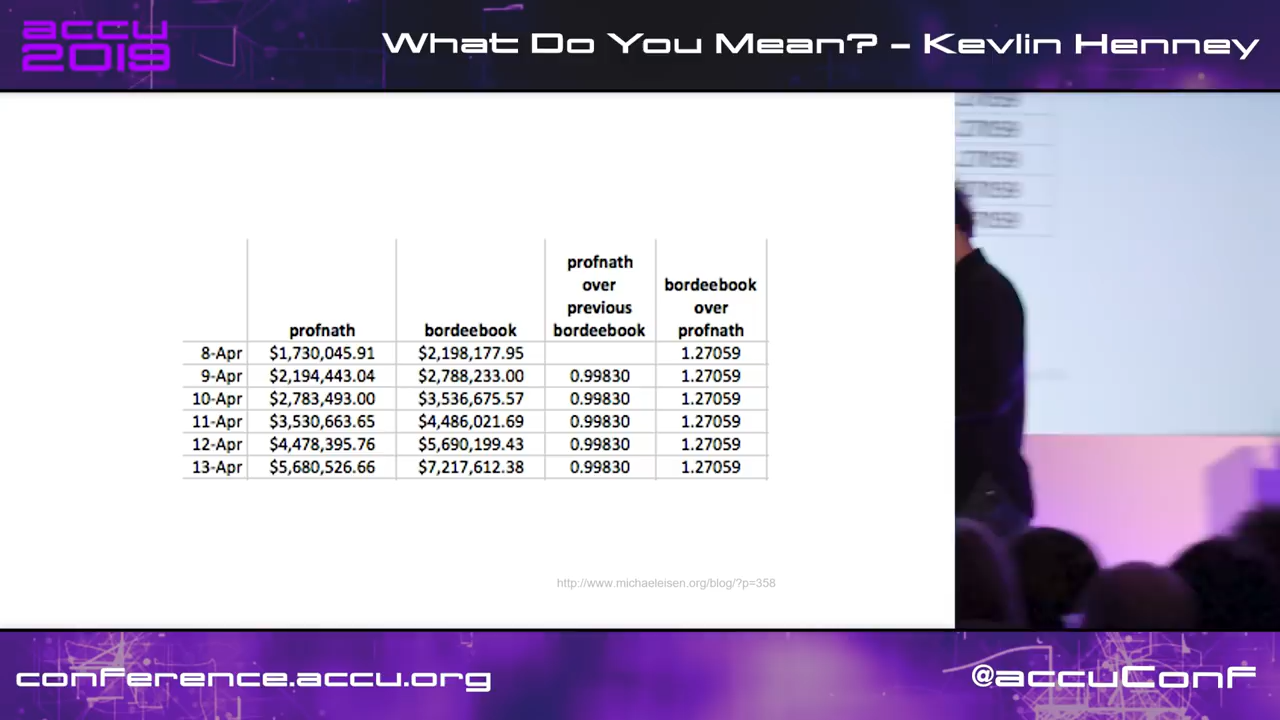 accu
2019
What Do You Mean? – Kevlin Henney
profnath
over
previous
bordeebook
bordeebook
over
profnath
profnath bordeebook
8-Apr $1,730,045.91 $2,198,177.95 1.27059
9-Apr $2,194,443.04 $2,788,233.00 0.99830 1.27059
10-Apr $2,783,493.00 $3,536,675.57 0.99830 1.27059
11-Apr $3,530,663.65 $4,486,021.69 0.99830 1.27059
12-Apr $4,478,395.76 $5,690,199.43 0.99830 1.27059
13-Apr $5,680,526.66 $7,217,612.38 0.99830 1.27059
http://www.michaeleisen.org/blog/?p=358
conference.accu.org
@accuConf